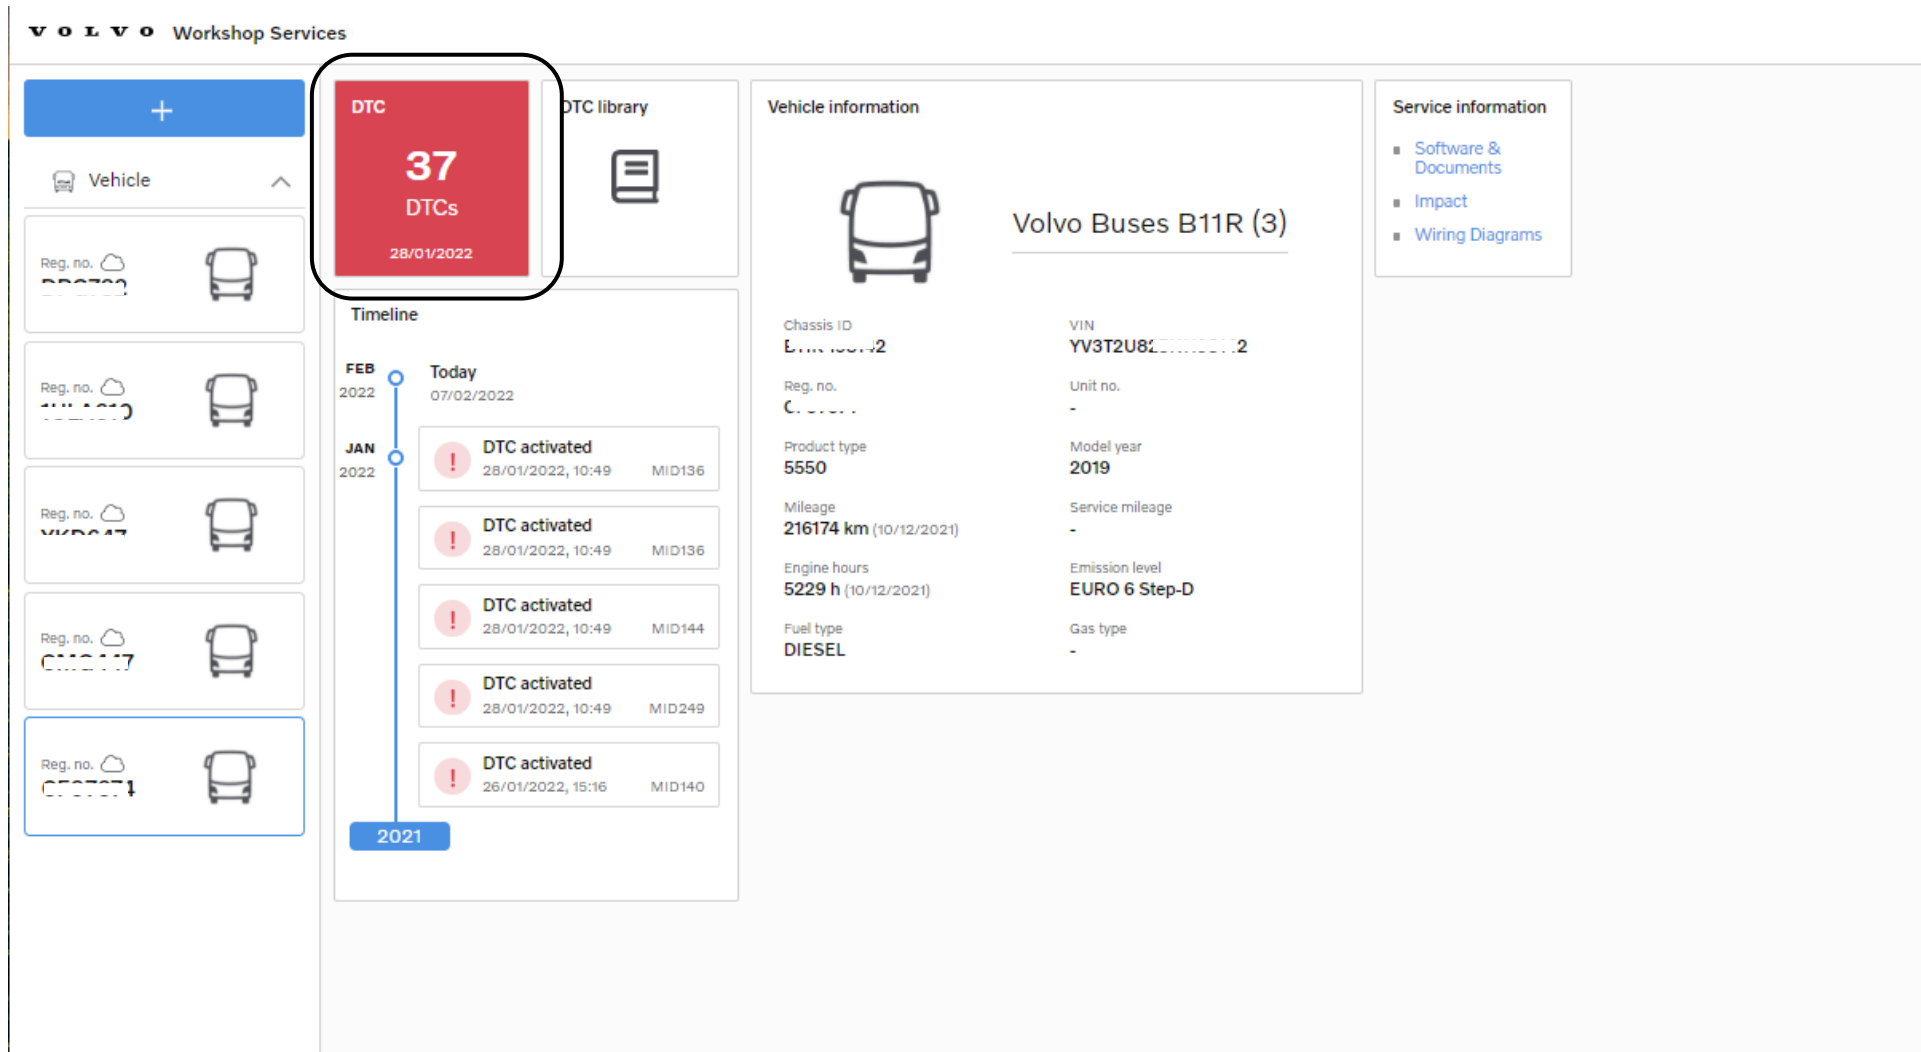 VOLVO Workshop Services
+
Vehicle
Reg. no.
Reg. no.
Reg. no.
Reg. no.
Reg. no.
DTC
37
DTCs
28/01/2022
DTC library
Timeline
FEB
2022
Today
07/02/2022
JAN
2022
DTC activated
28/01/2022, 10:49 MID136
DTC activated
28/01/2022, 10:49 MID136
DTC activated
28/01/2022, 10:49 MID144
DTC activated
28/01/2022, 10:49 MID249
DTC activated
26/01/2022, 15:16 MID140
2021
Vehicle information
Volvo Buses B11R (3)
Chassis ID
VIN
Reg. no.
Unit no.
-
Product type
5550
Model year
2019
Mileage
216174 km (10/12/2021)
Service mileage
-
Engine hours
5229 h (10/12/2021)
Emission level
EURO 6 Step-D
Fuel type
DIESEL
Gas type
-
Service information
Software &
Documents
Impact
Wiring Diagrams